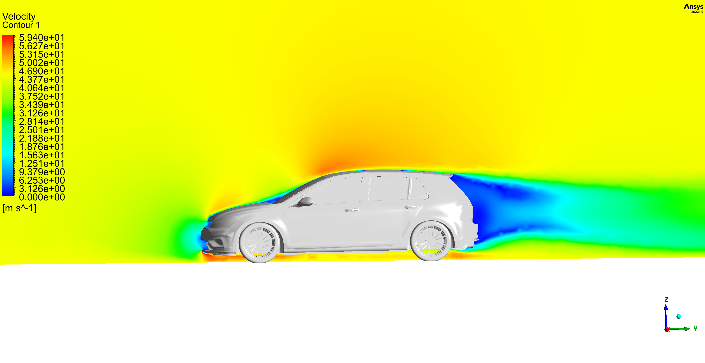 Velocity
Contour 1
5.940e+01
5.627e+01
5.315e+01
5.002e+01
4.690e+01
4.377e+01
4.064e+01
3.752e+01
3.439e+01
3.126e+01
2.814e+01
2.501e+01
2.188e+01
1.876e+01
1.563e+01
1.251e+01
9.379e+00
6.253e+00
3.126e+00
0.000e+00
[m s^-1]
Ansys
Z
Y